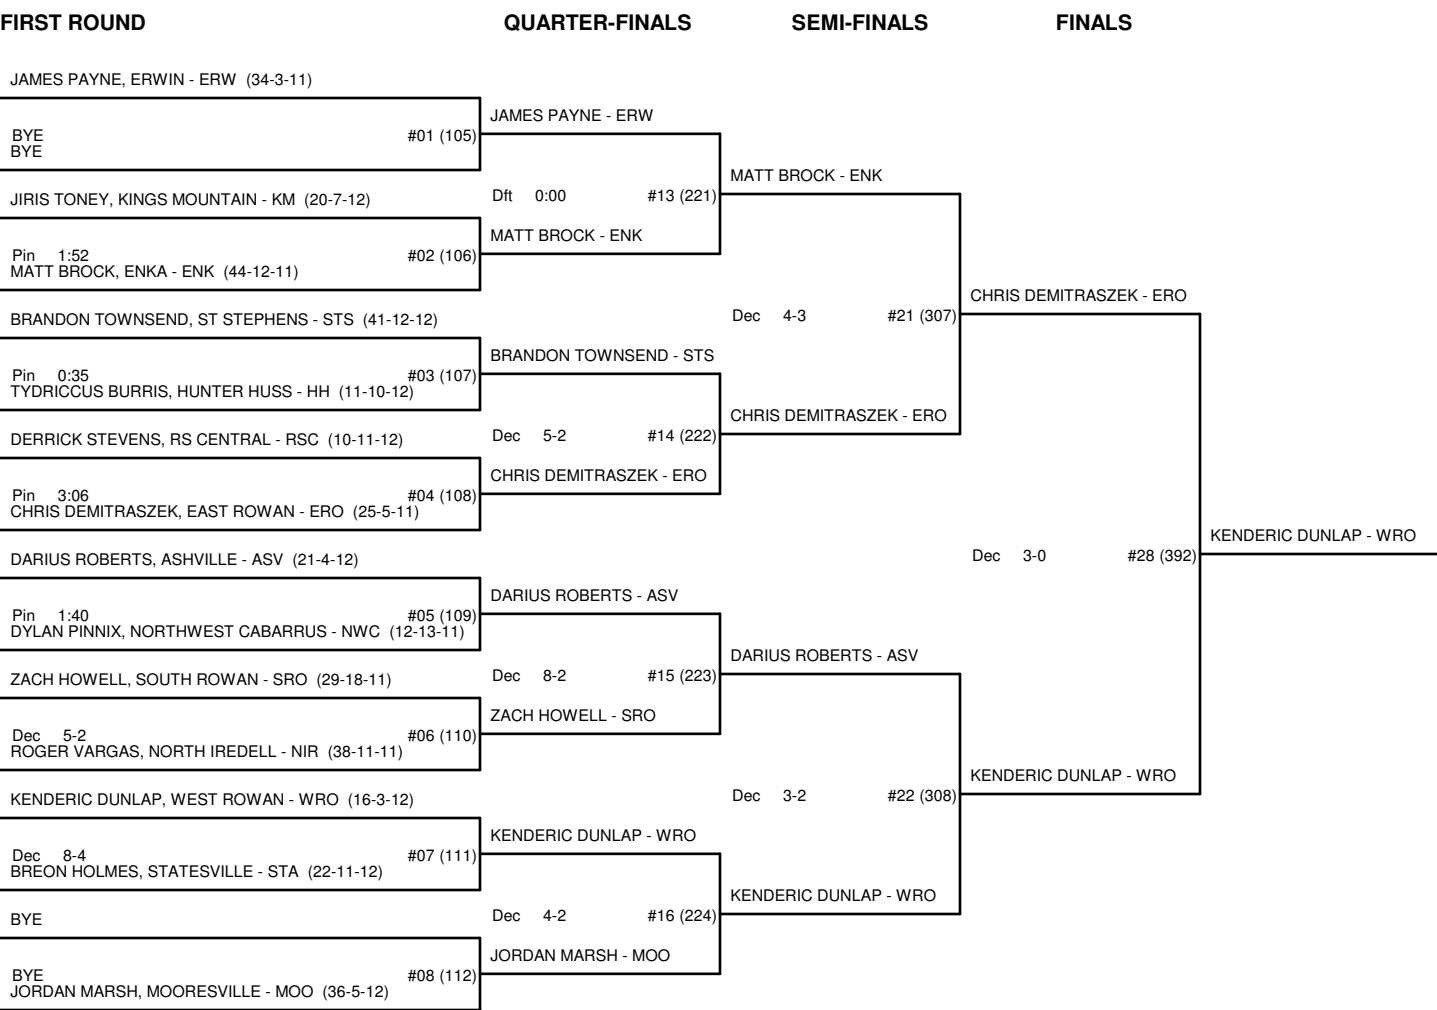 FIRST ROUND
QUARTER-FINALS
SEMI-FINALS
FINALS
JAMES PAYNE, ERWIN - ERW (34-3-11)
BYE #01 (105)
BYE
JIRIS TONEY, KINGS MOUNTAIN - KM (20-7-12)
Pin 1:52 #02 (106)
MATT BROCK, ENKA - ENK (44-12-11)
BRANDON TOWNSEND, ST STEPHENS - STS (41-12-12)
Pin 0:35 #03 (107)
TYDRICCUS BURRIS, HUNTER HUSS - HH (11-10-12)
DERRICK STEVENS, RS CENTRAL - RSC (10-11-12)
Pin 3:06 #04 (108)
CHRIS DEMITRASZEK, EAST ROWAN - ERO (25-5-11)
DARIUS ROBERTS, ASHVILLE - ASV (21-4-12)
Pin 1:40 #05 (109)
DYLAN PINNIX, NORTHWEST CABARRUS - NWC (12-13-11)
ZACH HOWELL, SOUTH ROWAN - SRO (29-18-11)
Dec 5-2 #06 (110)
ROGER VARGAS, NORTH IREDELL - NIR (38-11-11)
KENDERIC DUNLAP, WEST ROWAN - WRO (16-3-12)
Dec 8-4 #07 (111)
BREON HOLMES, STATESVILLE - STA (22-11-12)
BYE
BYE #08 (112)
JORDAN MARSH, MOORESVILLE - MOO (36-5-12)
JAMES PAYNE - ERW
Dft 0:00 #13 (221)
MATT BROCK - ENK
BRANDON TOWNSEND - STS
Dec 5-2 #14 (222)
CHRIS DEMITRASZEK - ERO
DARIUS ROBERTS - ASV
Dec 8-2 #15 (223)
ZACH HOWELL - SRO
KENDERIC DUNLAP - WRO
Dec 4-2 #16 (224)
JORDAN MARSH - MOO
MATT BROCK - ENK
Dec 4-3 #21 (307)
CHRIS DEMITRASZEK - ERO
DARIUS ROBERTS - ASV
Dec 3-2 #22 (308)
KENDERIC DUNLAP - WRO
CHRIS DEMITRASZEK - ERO
Dec 3-0 #28 (392)
KENDERIC DUNLAP - WRO
KENDERIC DUNLAP - WRO